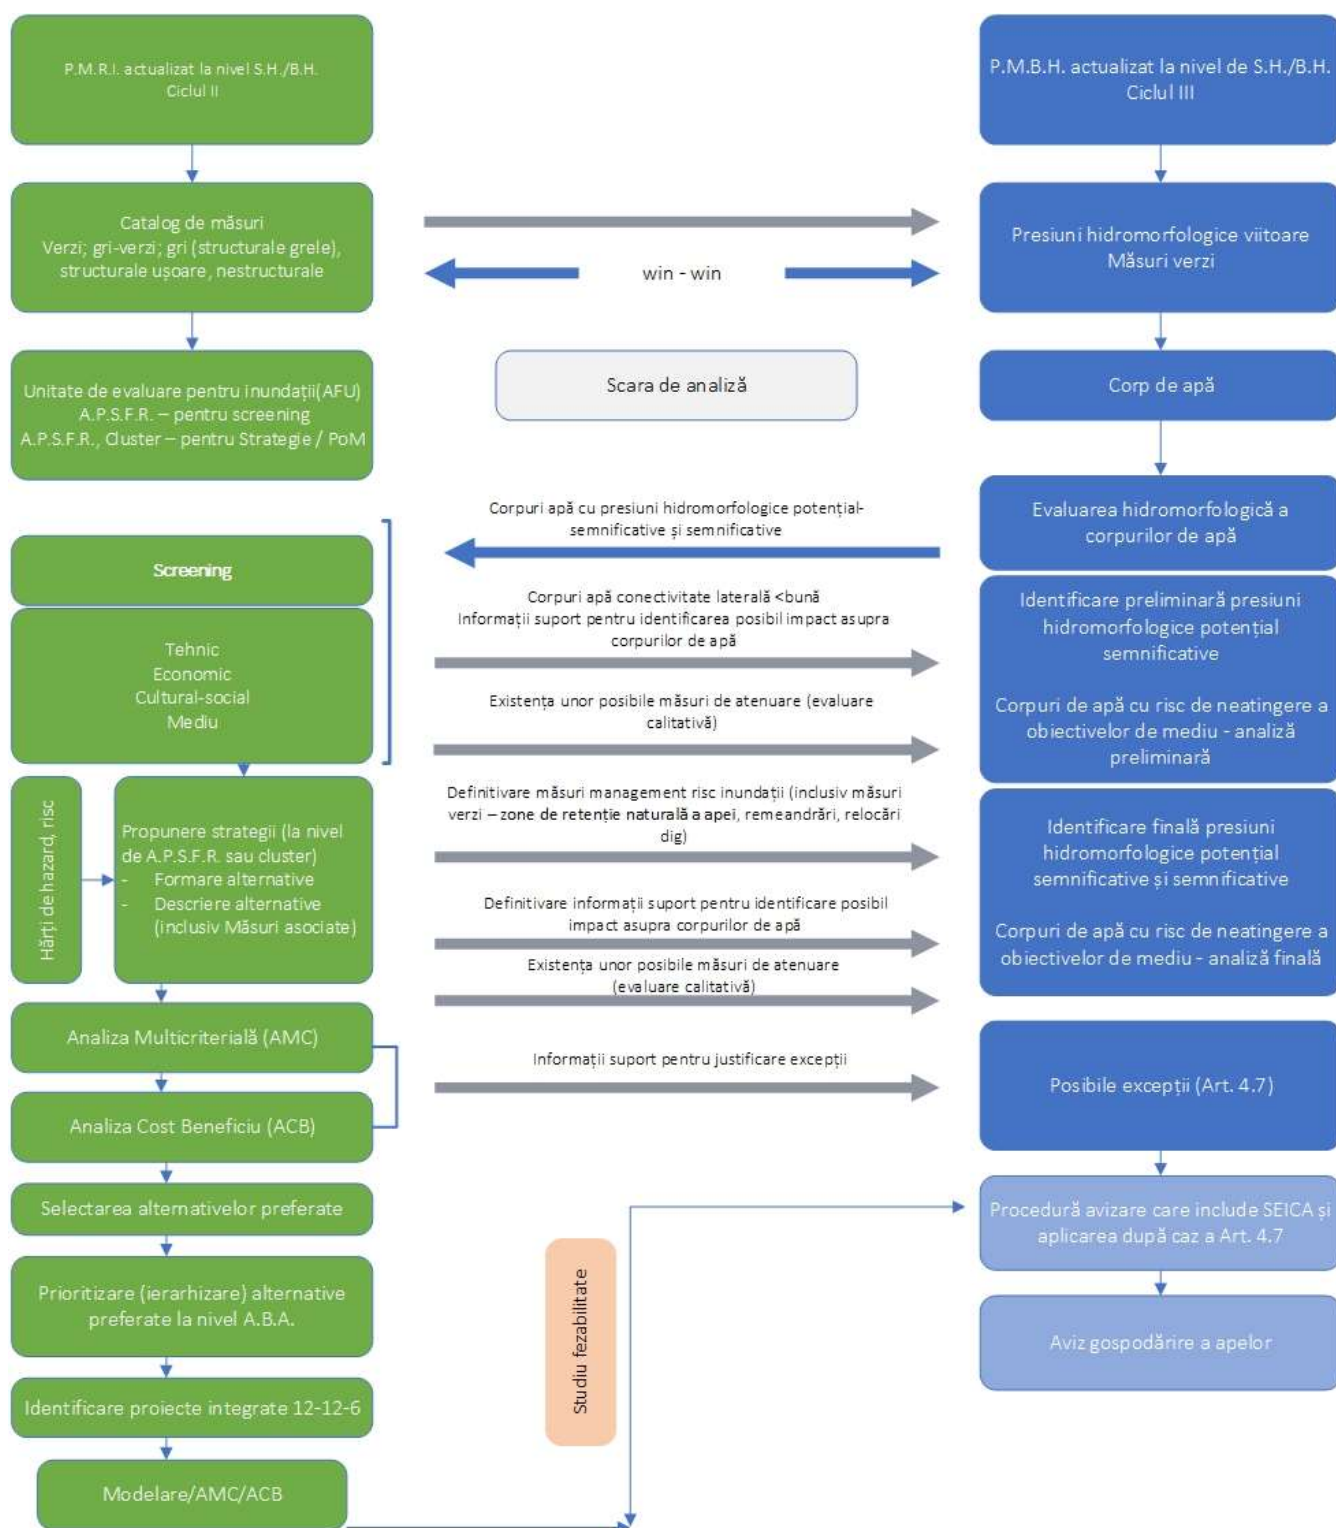 P.M.R.I. actualizat la nivel S.H./B.H.
Ciclul II
P.M.B.H. actualizat la nivel de S.H./B.H.
Ciclul III
Catalog de măsuri
Verzi; gri-verzi; gri (structurale grele),
structurale ușoare, nestructurale
win - win
Presiuni hidromorfologice viitoare
Măsuri verzi
Unitate de evaluare pentru inundații(AFU)
A.P.S.F.R. – pentru screening
A.P.S.F.R., Cluster – pentru Strategie / PoM
Scara de analiză
Corp de apă
Screening
Tehnic
Economic
Cultural-social
Mediu
Corpuri apă cu presiuni hidromorfologice potențial-
semnificative și semnificative
Corpuri apă conectivitate laterală <bună
Informații suport pentru identificarea posibil impact asupra
corpurilor de apă
Existența unor posibile măsuri de atenuare (evaluare
calitativă)
Evaluarea hidromorfologică a
corpurilor de apă
Identificare preliminară presiuni
hidromorfologice potențial
semnificative
Corpuri de apă cu risc de neatingere a
obiectivelor de mediu - analiză
preliminară
Hărți de hazard, risc
Propunere strategii (la nivel
de A.P.S.F.R. sau cluster)
- Formare alternative
- Descriere alternative
(inclusiv Măsuri asociate)
Definitivare măsuri management risc inundații (inclusiv măsuri
verzi – zone de retenție naturală a apei, remeandrări, relocări
dig)
Definitivare informații suport pentru identificare posibil
impact asupra corpurilor de apă
Existența unor posibile măsuri de atenuare
(evaluare calitativă)
Identificare finală presiuni
hidromorfologice potențial
semnificative și semnificative
Corpuri de apă cu risc de neatingere a
obiectivelor de mediu - analiză finală
Analiza Multicriterială (AMC)
Analiza Cost Beneficiu (ACB)
Informații suport pentru justificare excepții
Posibile excepții (Art. 4.7)
Selectarea alternativelor preferate
Prioritizare (ierarhizare) alternative
preferate la nivel A.B.A.
Identificare proiecte integrate 12-12-6
Modelare/AMC/ACB
Studiu fezabilitate
Procedură avizare care include SEICA și
aplicarea după caz a Art. 4.7
Aviz gospodărire a apelor